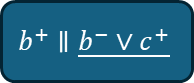 b⁺ ∥ b⁻ ∨ c⁺